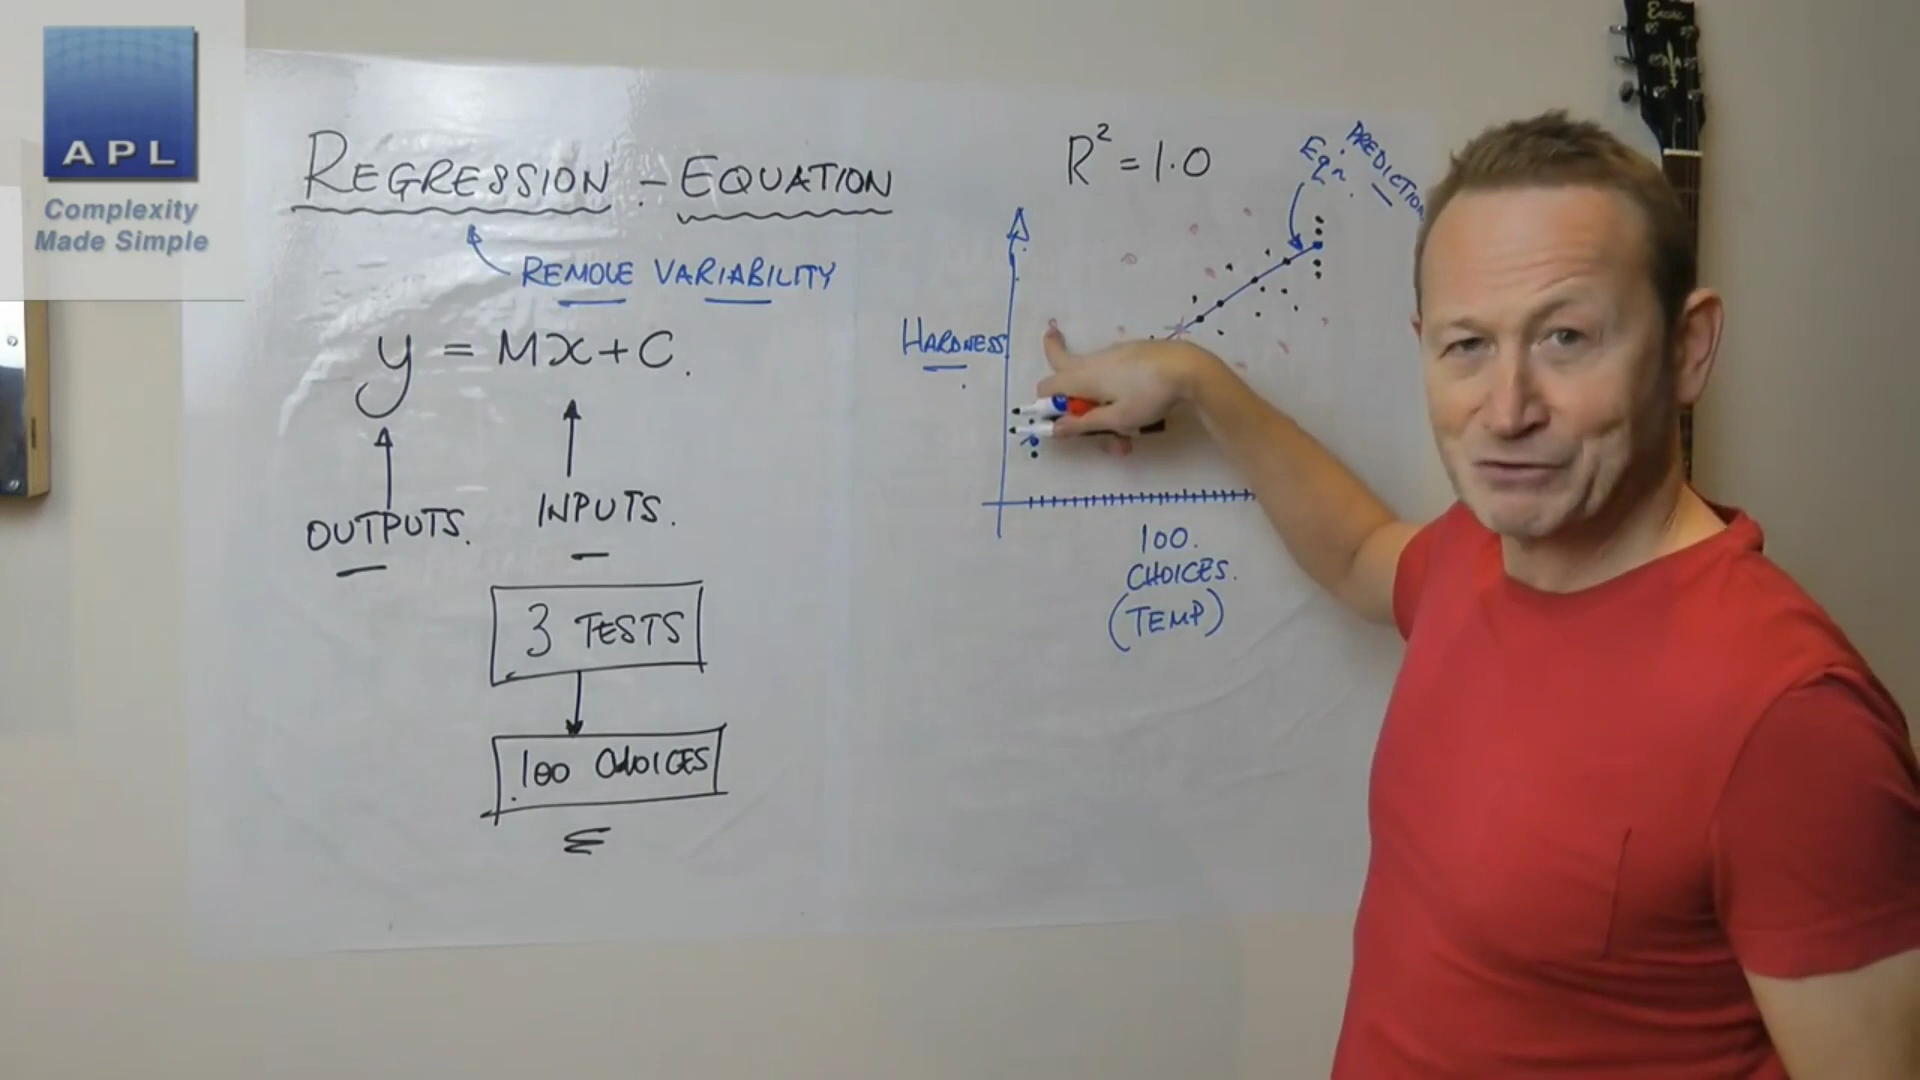 APL
Complexity
Made Simple
REGRESSION - EQUATION
REMOVE VARIABILITY
y = Mx + C.
OUTPUTS.
INPUTS.
3 TESTS
100 CHOICES
R² = 1.0
Eqn.
PREDICTION
HARDNESS
100.
CHOICES.
(TEMP)